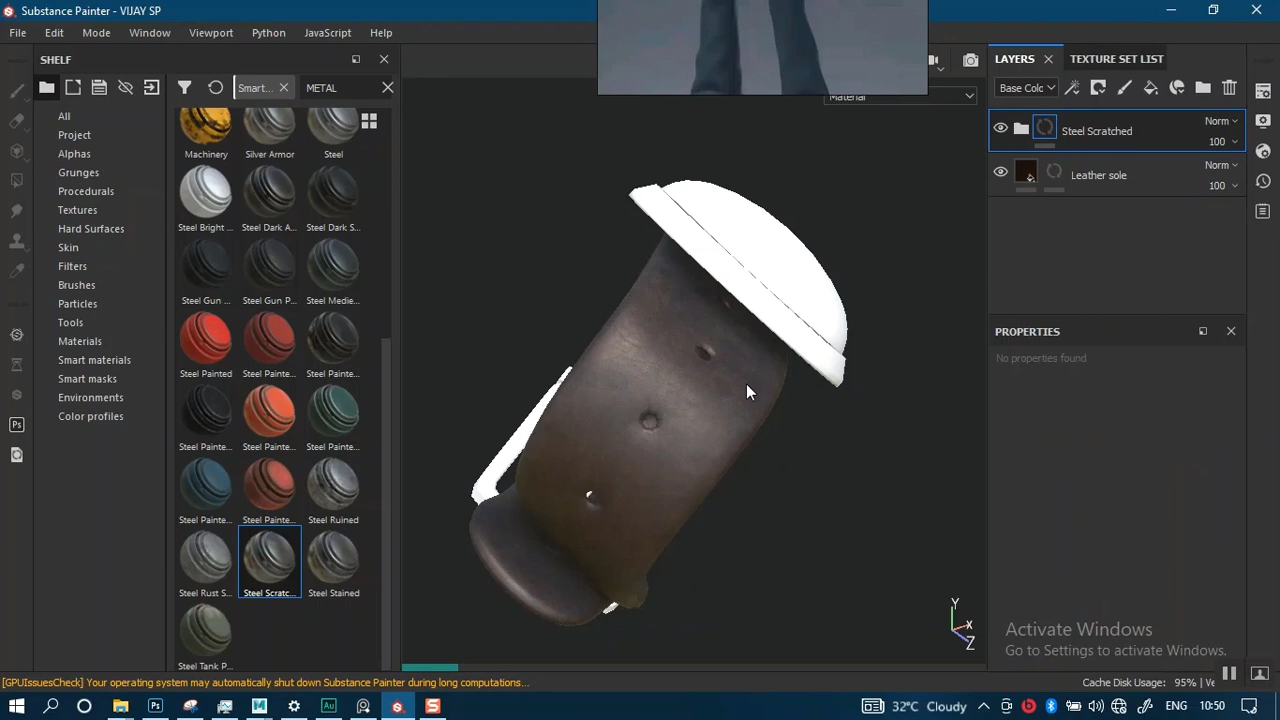 Substance Painter - VIJAY SP
File Edit Mode Window Viewport Python JavaScript Help
SHELF
Smart... METAL
All
Project
Alphas
Grunges
Procedurals
Textures
Hard Surfaces
Skin
Filters
Brushes
Particles
Tools
Materials
Smart materials
Smart masks
Environments
Color profiles
Machinery Silver Armor Steel
Steel Bright ... Steel Dark A... Steel Dark S...
Steel Gun ... Steel Gun P... Steel Medie...
Steel Painted Steel Painte... Steel Painte...
Steel Painte... Steel Painte... Steel Painte...
Steel Painte... Steel Painte... Steel Ruined
Steel Rust S... Steel Scratc... Steel Stained
Steel Tank P...
Material
Y
X
Z
LAYERS TEXTURE SET LIST
Base Colc
Steel Scratched Norm
100
Leather sole Norm
100
PROPERTIES
No properties found
Activate Windows
Go to Settings to activate Windows.
[GPUIssuesCheck] Your operating system may automatically shut down Substance Painter during long computations...
Cache Disk Usage: 95% | Ve
Ps
Ps M Au S
32°C Cloudy ENG 10:50